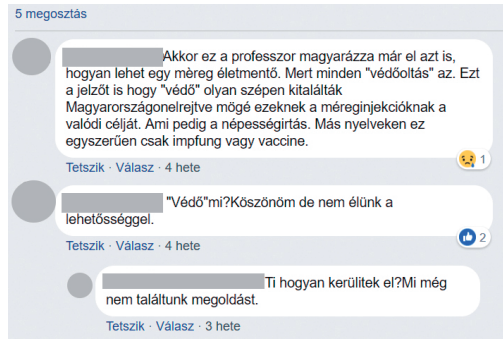 5 megosztás
Akkor ez a professzor magyarázza már el azt is,
hogyan lehet egy mèreg életmentő. Mert minden "védőoltás" az. Ezt
a jelzőt is hogy "védő" olyan szépen kitalálták
Magyarországonelrejtve mögé ezeknek a méreginjekcióknak a
valódi célját. Ami pedig a népességirtás. Más nyelveken ez
egyszerűen csak impfung vagy vaccine.
1
Tetszik · Válasz · 4 hete
"Védő"mi?Köszönöm de nem élünk a
lehetősséggel.
2
Tetszik · Válasz · 4 hete
Ti hogyan kerülitek el?Mi még
nem találtunk megoldást.
Tetszik · Válasz · 3 hete